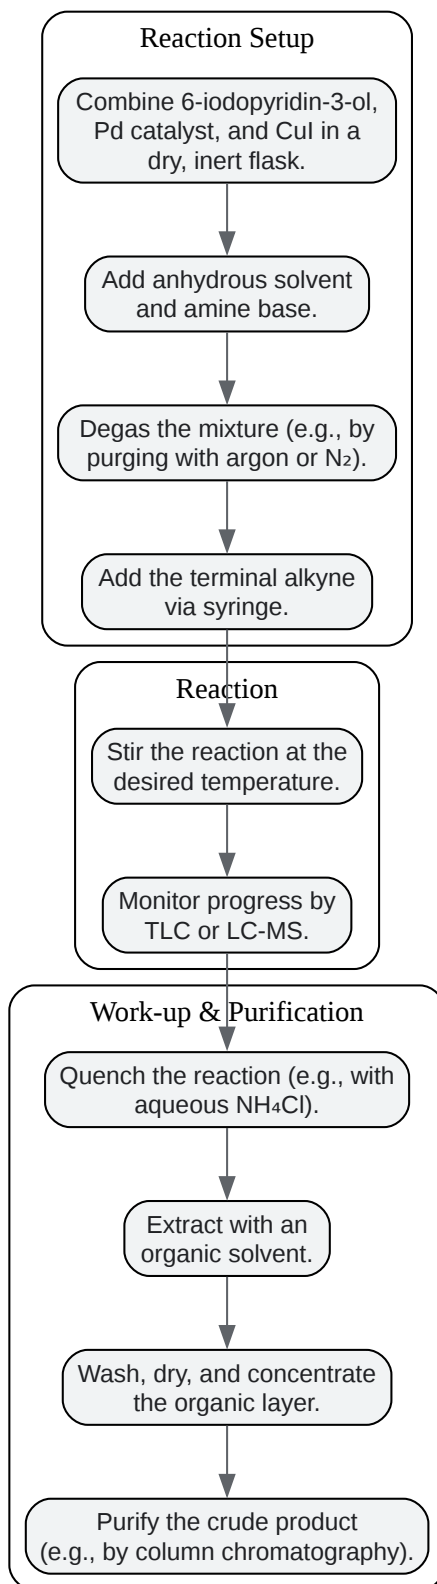 Reaction Setup
Combine 6-iodopyridin-3-ol,
Pd catalyst, and CuI in a
dry, inert flask.
Add anhydrous solvent
and amine base.
Degas the mixture (e.g., by
purging with argon or N₂).
Add the terminal alkyne
via syringe.
Reaction
Stir the reaction at the
desired temperature.
Monitor progress by
TLC or LC-MS.
Work-up & Purification
Quench the reaction (e.g., with
aqueous NH₄Cl).
Extract with an
organic solvent.
Wash, dry, and concentrate
the organic layer.
Purify the crude product
(e.g., by column chromatography).